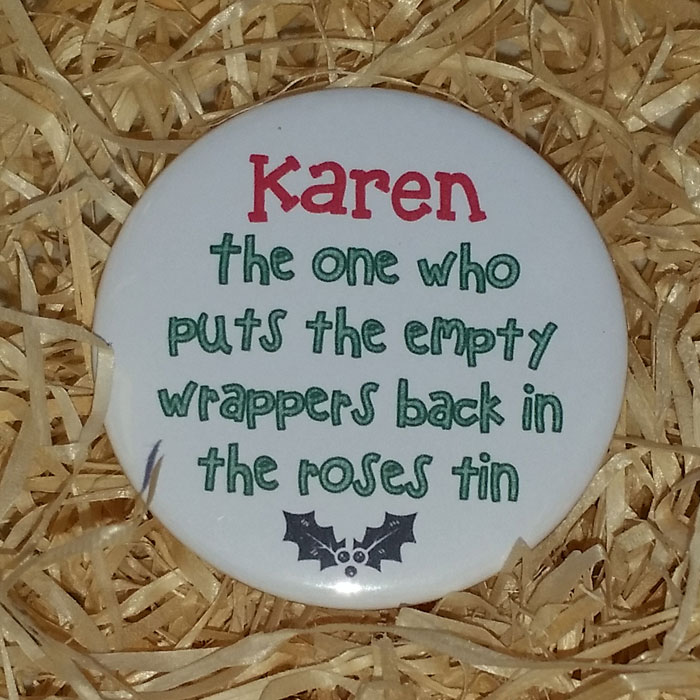 Karen
the one who
puts the empty
wrappers back in
the roses tin